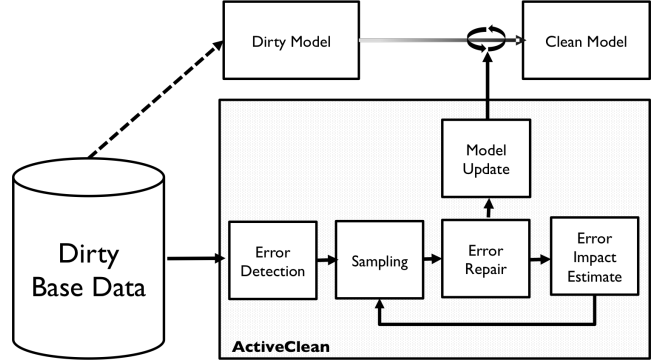 Dirty Model
Clean Model
Model
Update
Dirty
Base Data
Error
Detection
Sampling
Error
Repair
Error
Impact
Estimate
ActiveClean